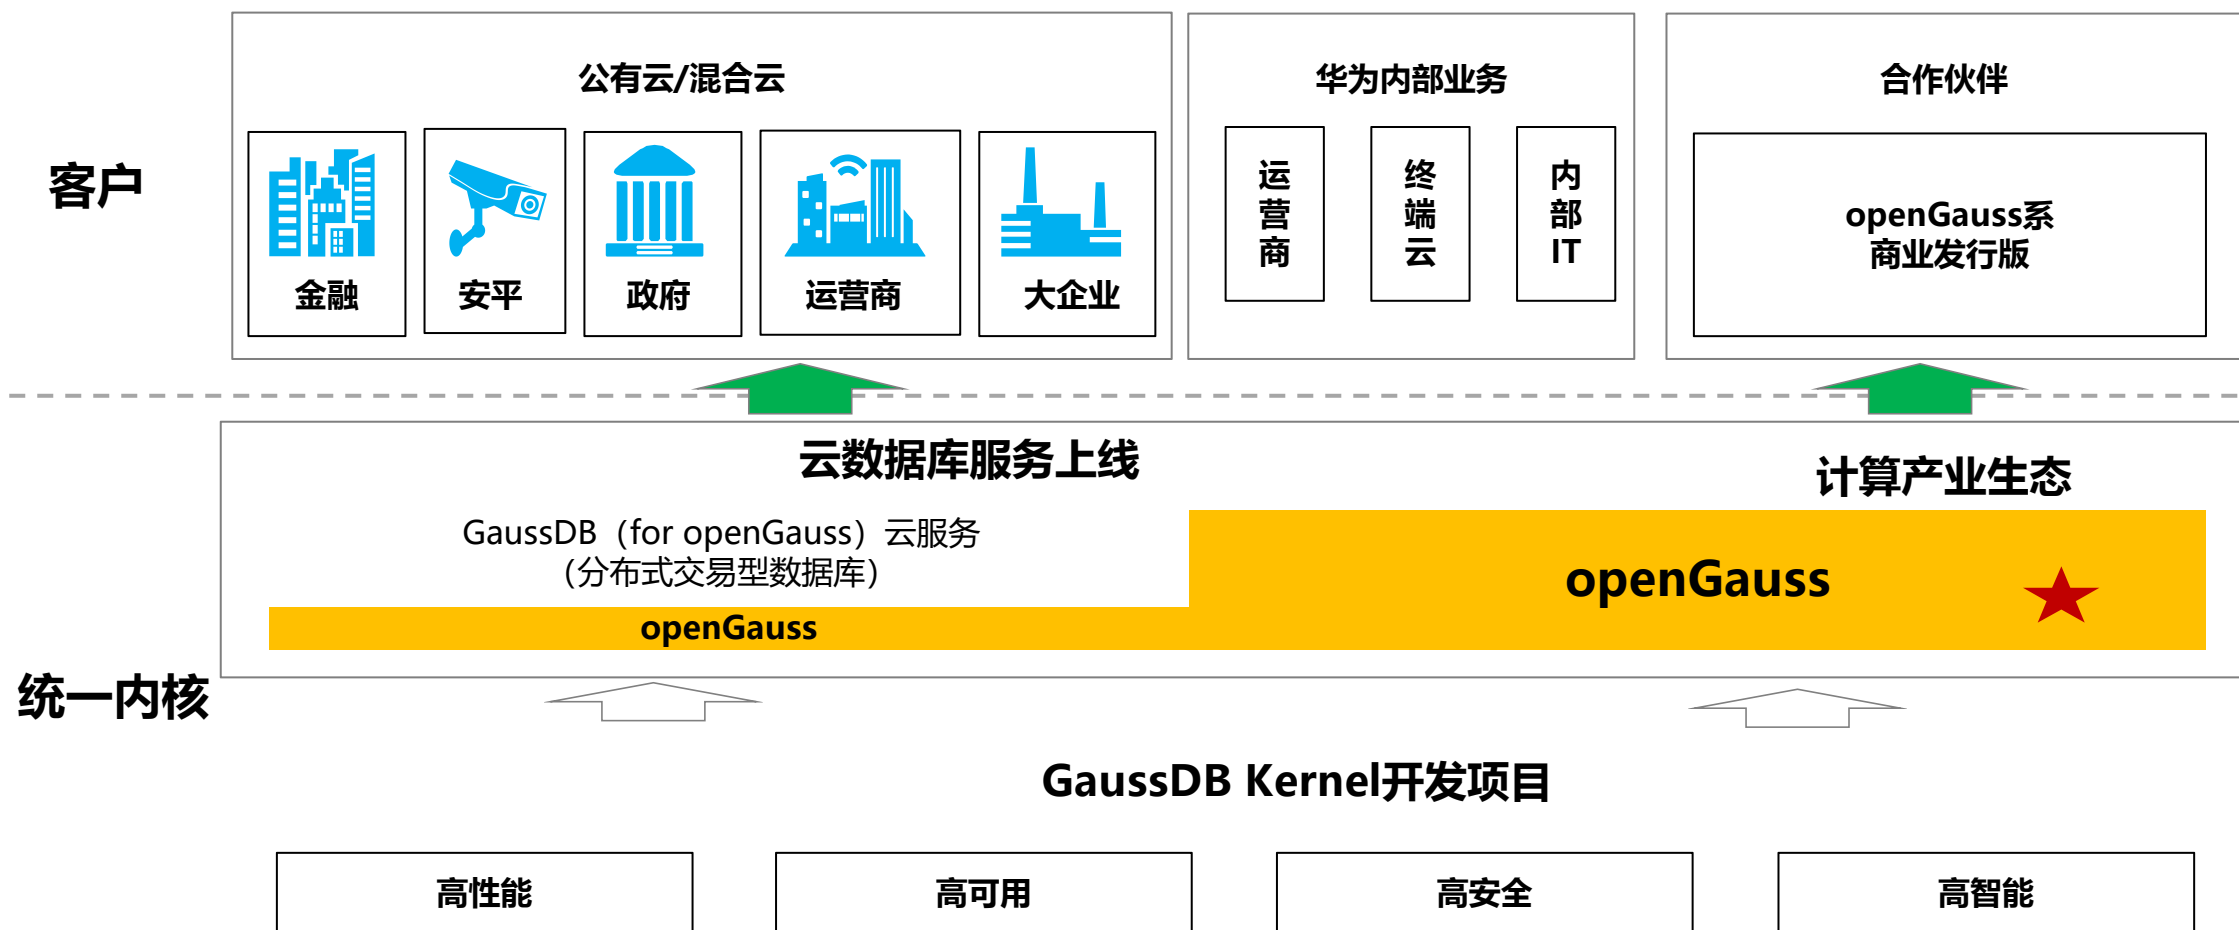 公有云/混合云
华为内部业务
合作伙伴
客户
金融
安平
政府
运营商
大企业
运营商
终端云
内部IT
openGauss系
商业发行版
云数据库服务上线
计算产业生态
GaussDB（for openGauss）云服务
（分布式交易型数据库）
openGauss
openGauss
统一内核
GaussDB Kernel开发项目
高性能
高可用
高安全
高智能